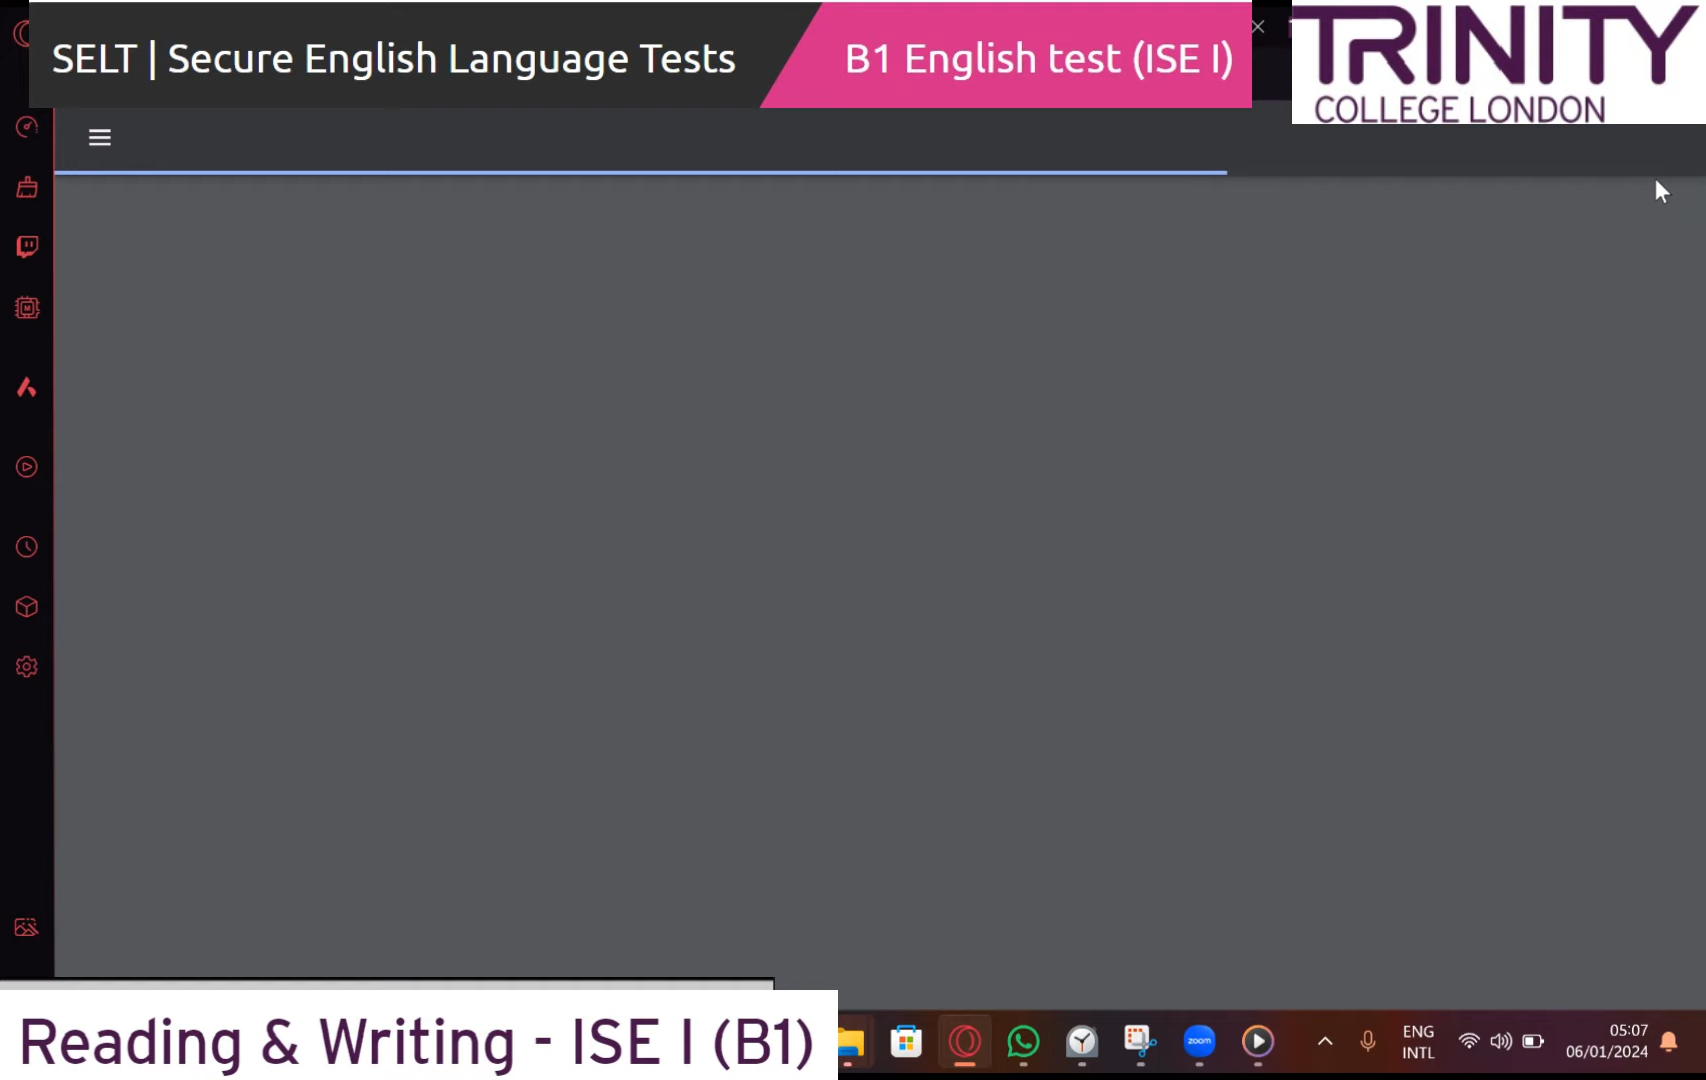 SELT | Secure English Language Tests
B1 English test (ISE I)
TRINITY
COLLEGE LONDON
Reading & Writing - ISE I (B1)
zoom
ENG
INTL
05:07
06/01/2024